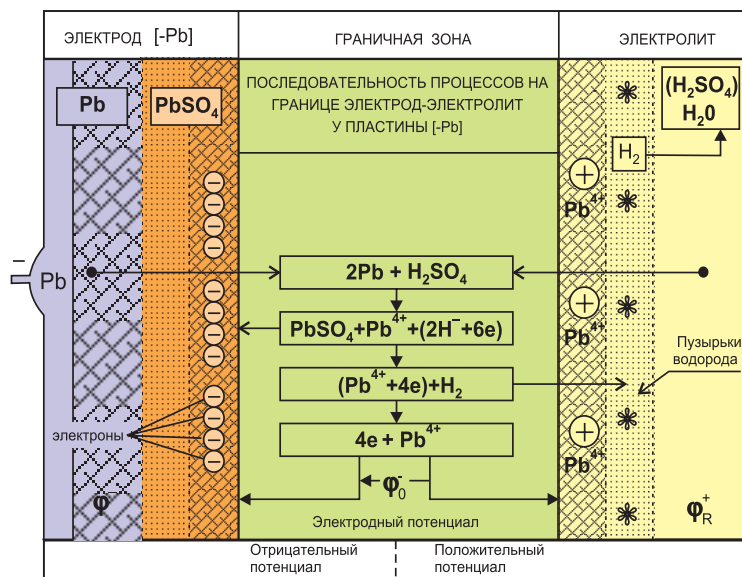 ЭЛЕКТРОД [-Pb]
ГРАНИЧНАЯ ЗОНА
ЭЛЕКТРОЛИТ
ПОСЛЕДОВАТЕЛЬНОСТЬ ПРОЦЕССОВ НА
ГРАНИЦЕ ЭЛЕКТРОД-ЭЛЕКТРОЛИТ
У ПЛАСТИНЫ [-Pb]
Pb
PbSO₄
(H₂SO₄)
H₂0
H₂
+
Pb⁴⁺
−
−
−
−
−
Pb
2Pb + H₂SO₄
−
−
−
−
PbSO₄+Pb⁴⁺+(2H⁻+6e)
+
Pb⁴⁺
Пузырьки
водорода
(Pb⁴⁺+4e)+H₂
−
−
−
−
электроны
4e + Pb⁴⁺
+
Pb⁴⁺
φ⁻
φ₀⁻
φ_R⁺
Электродный потенциал
Отрицательный
потенциал
Положительный
потенциал